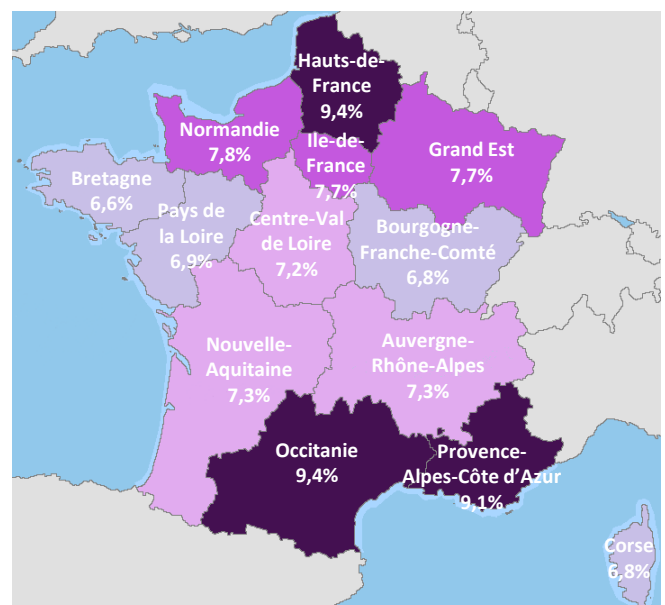 Hauts-de-
France
9,4%
Normandie
7,8%
Ile-de-
France
7,7%
Grand Est
7,7%
Bretagne
6,6%
Pays de
la Loire
6,9%
Centre-Val
de Loire
7,2%
Bourgogne-
Franche-Comté
6,8%
Nouvelle-
Aquitaine
7,3%
Auvergne-
Rhône-Alpes
7,3%
Occitanie
9,4%
Provence-
Alpes-Côte d’Azur
9,1%
Corse
6,8%